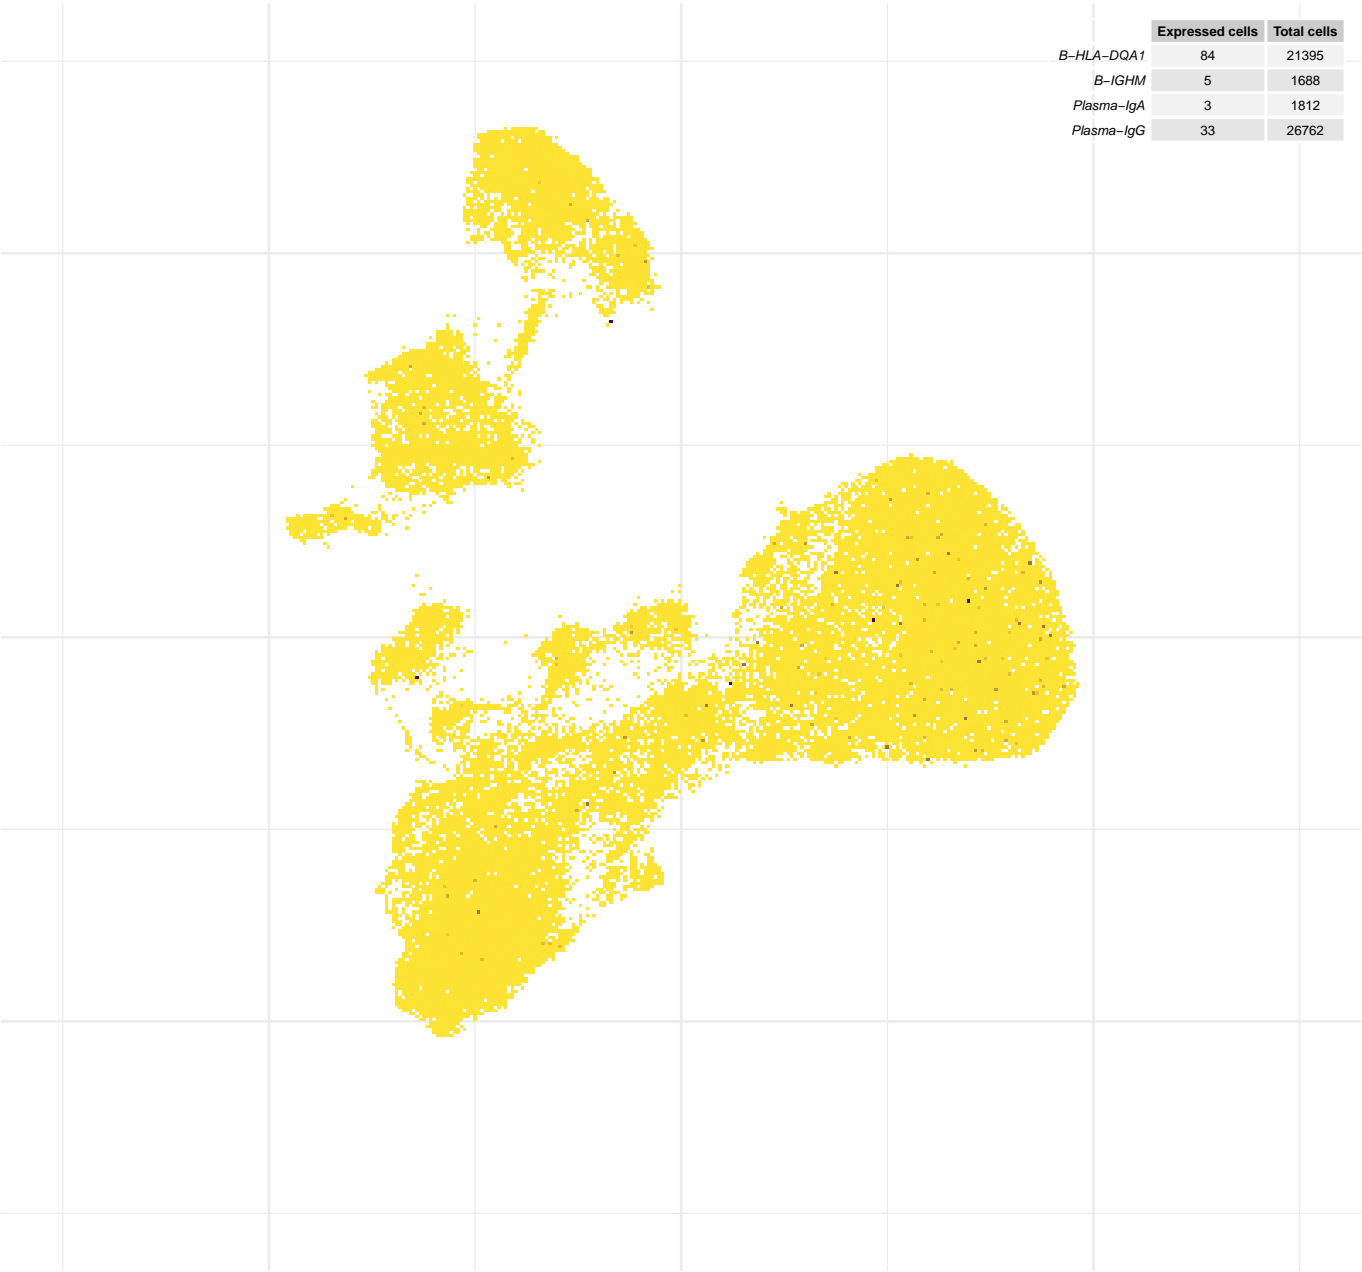 Expressed cells Total cells
B−HLA−DQA1 84 21395
B−IGHM 5 1688
Plasma−IgA 3 1812
Plasma−IgG 33 26762